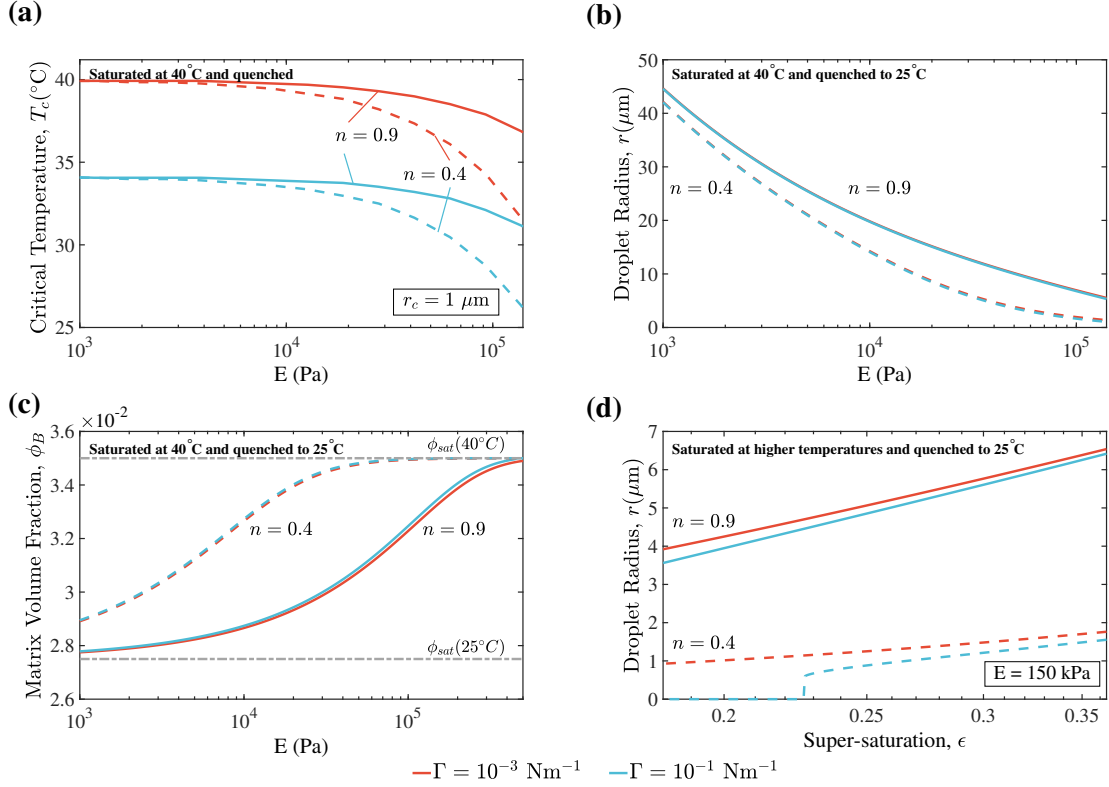 (a)
Saturated at 40°C and quenched
Critical Temperature, T_c(°C)
40
35
30
25
n = 0.9
n = 0.4
r_c = 1 μm
10^3
10^4
10^5
E (Pa)
(b)
Saturated at 40°C and quenched to 25°C
Droplet Radius, r(μm)
50
40
30
20
10
0
n = 0.4
n = 0.9
10^3
10^4
10^5
E (Pa)
(c)
×10^-2
Saturated at 40°C and quenched to 25°C
Matrix Volume Fraction, ϕ_B
3.6
3.4
3.2
3
2.8
2.6
ϕ_sat(40°C)
n = 0.4
n = 0.9
ϕ_sat(25°C)
10^3
10^4
10^5
E (Pa)
(d)
Saturated at higher temperatures and quenched to 25°C
Droplet Radius, r(μm)
7
6
5
4
3
2
1
0
n = 0.9
n = 0.4
E = 150 kPa
0.2
0.25
0.3
0.35
Super-saturation, ϵ
Γ = 10^-3 Nm^-1
Γ = 10^-1 Nm^-1